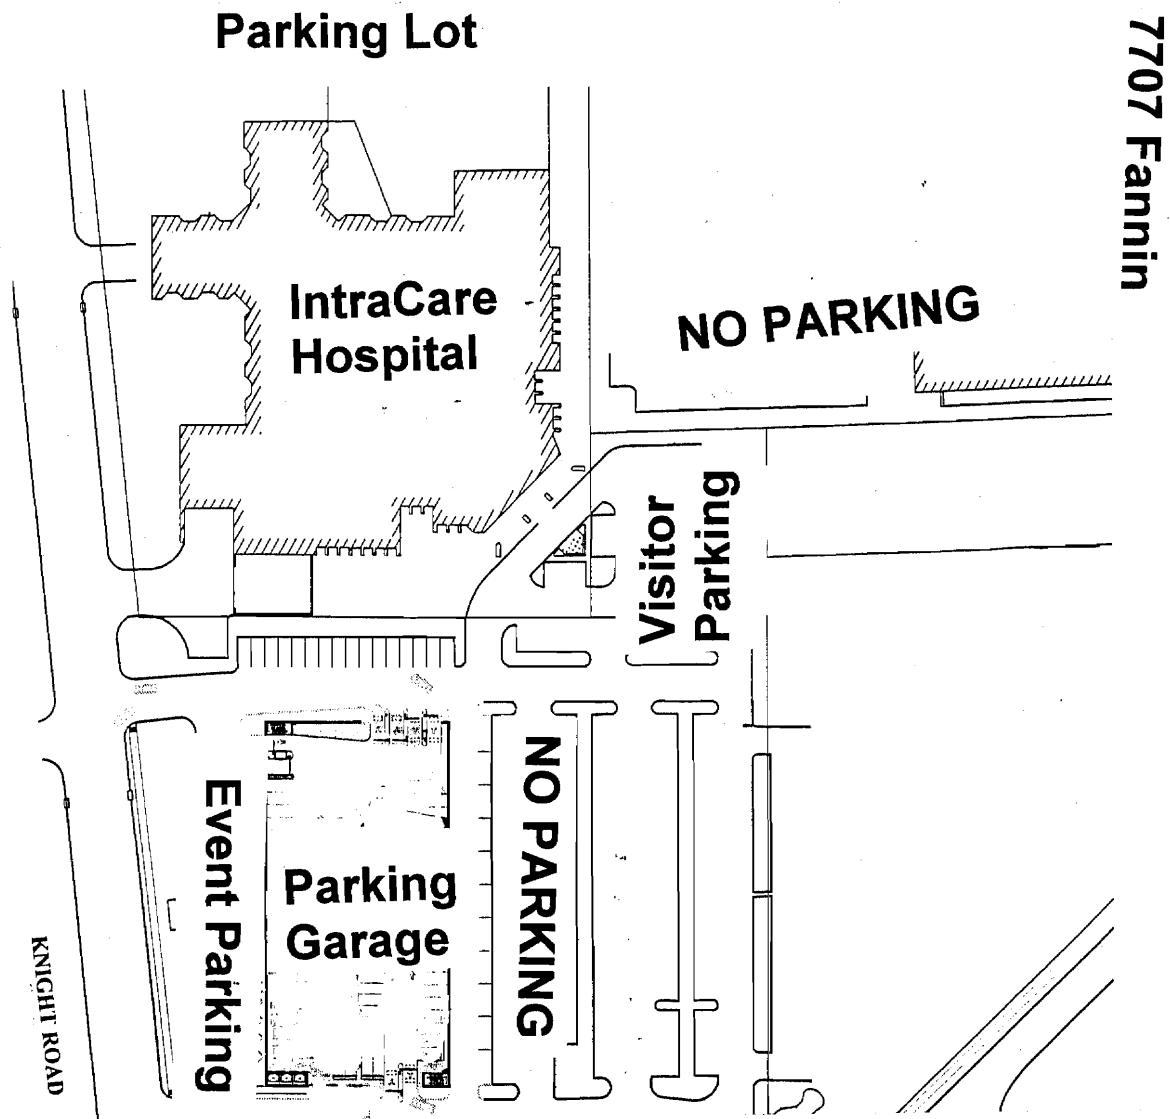 Parking Lot
7707 Fannin
IntraCare
Hospital
NO PARKING
Visitor
Parking
Event Parking
Parking
Garage
NO PARKING
KNIGHT ROAD